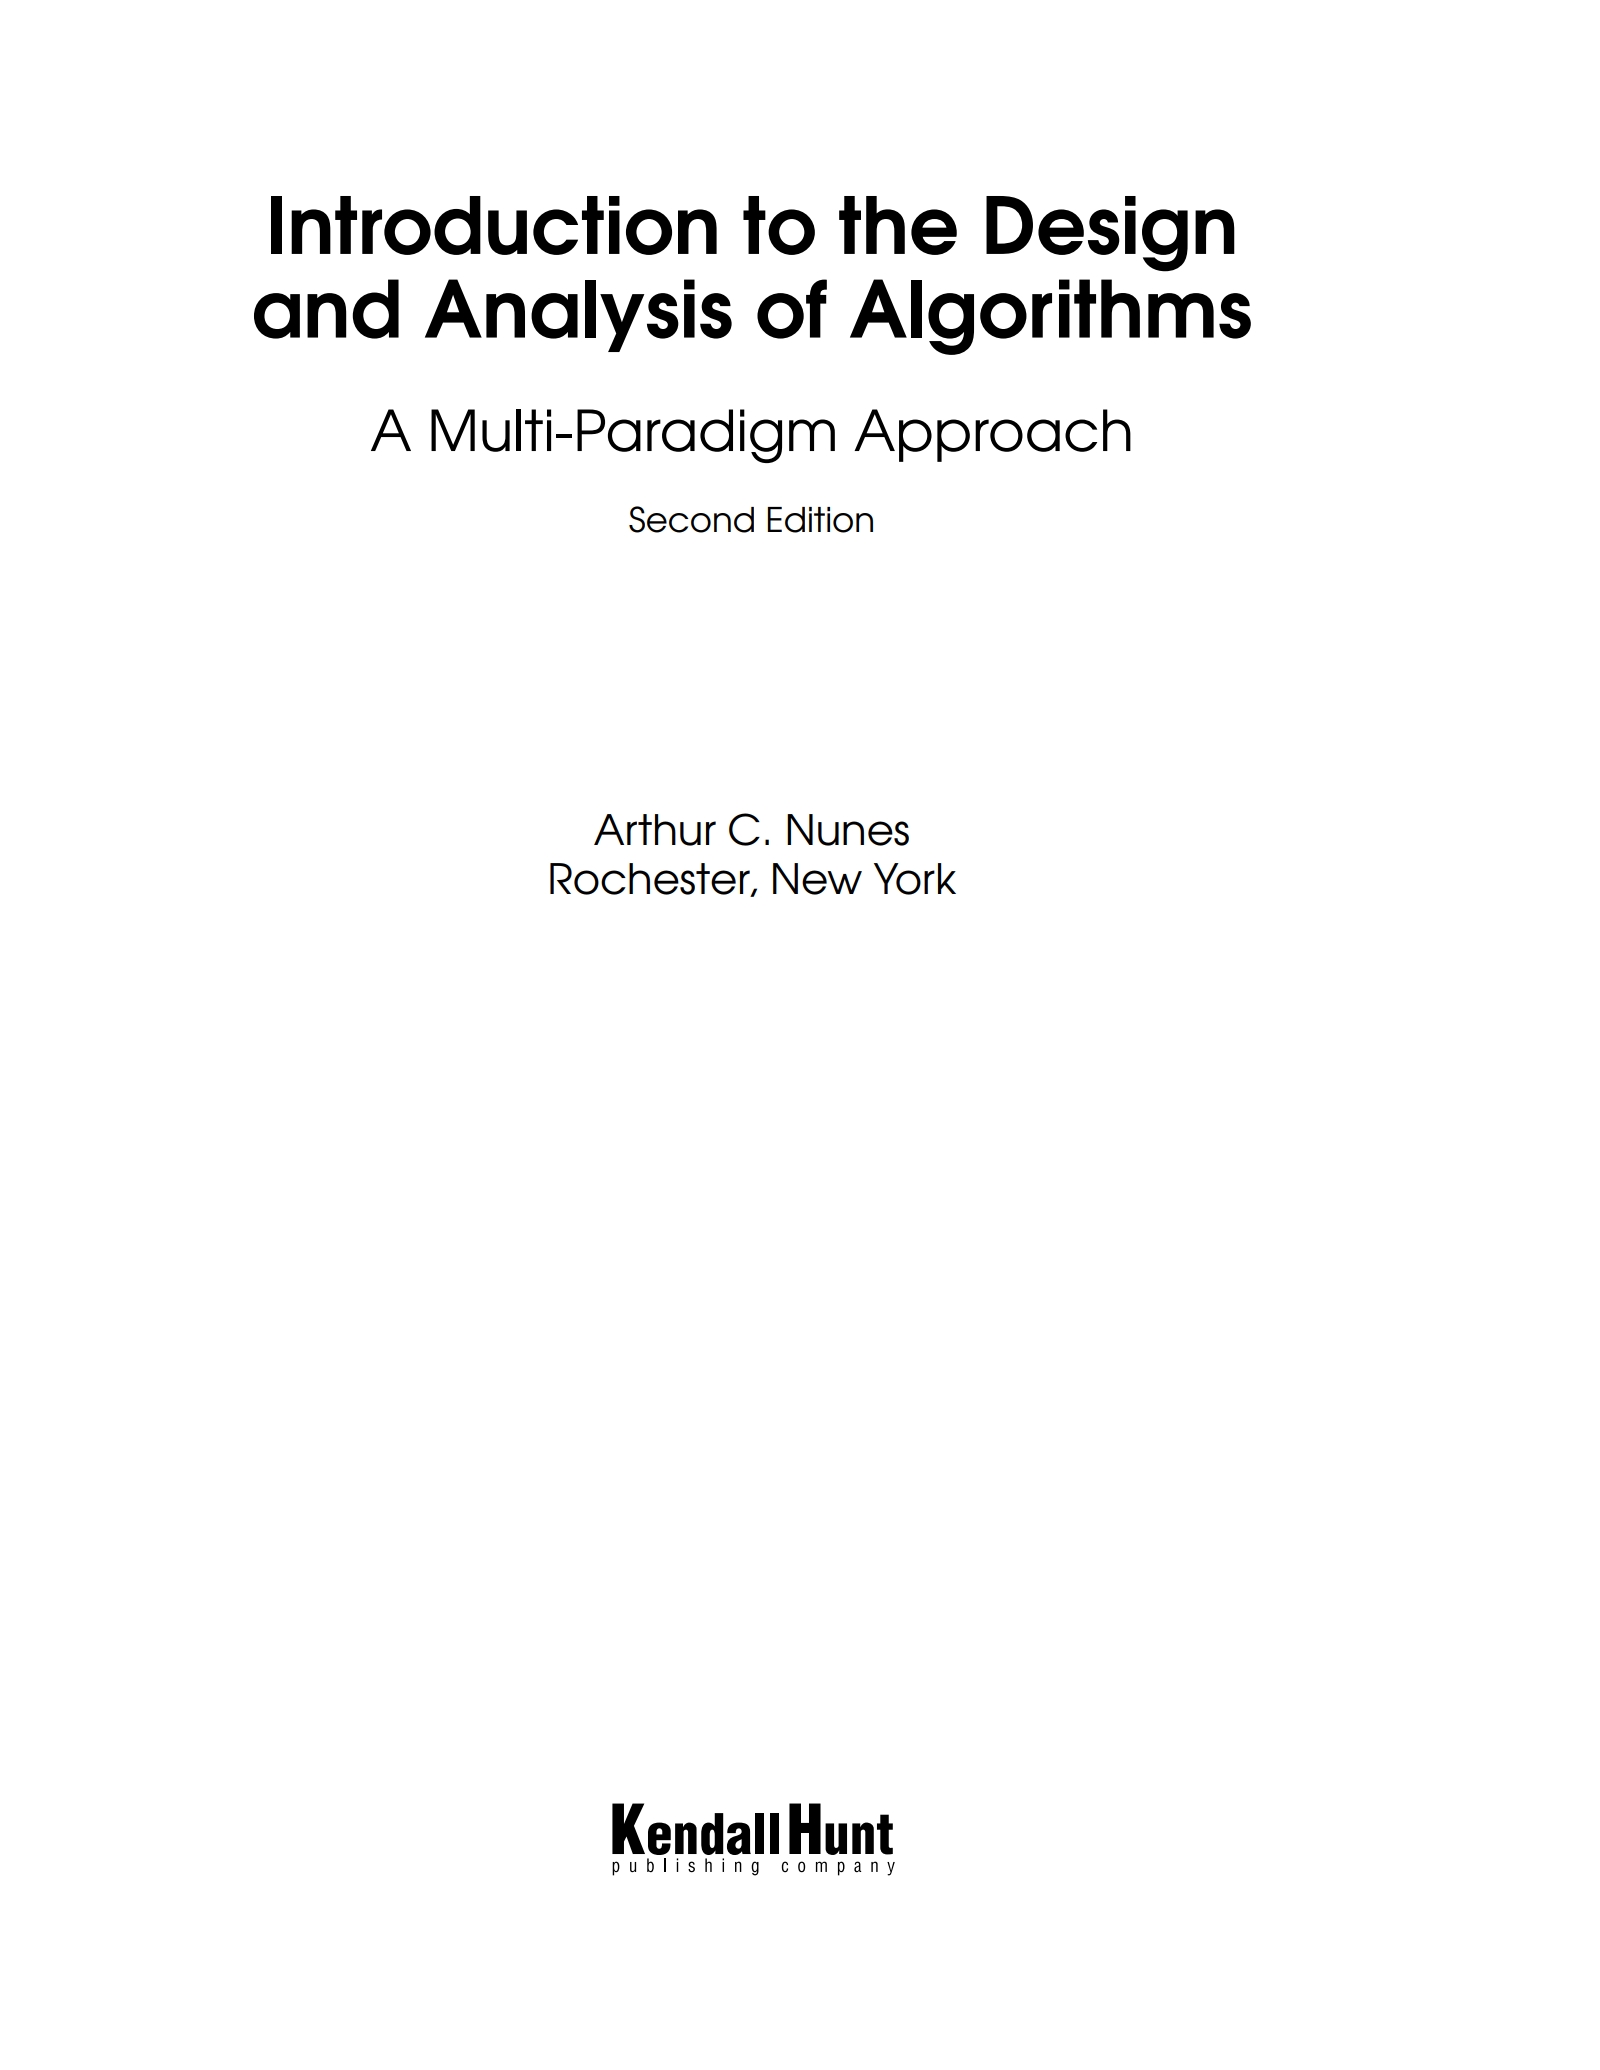 Introduction to the Design
and Analysis of Algorithms
A Multi-Paradigm Approach
Second Edition
Arthur C. Nunes
Rochester, New York
Kendall Hunt
publishing company